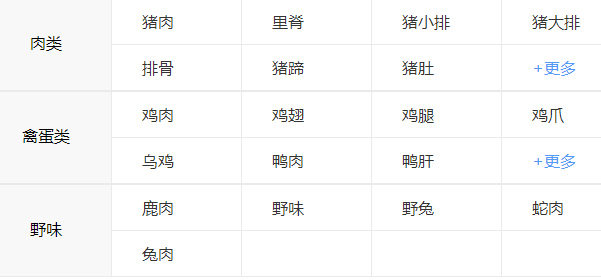 肉类
猪肉 里脊 猪小排 猪大排
排骨 猪蹄 猪肚 +更多
禽蛋类
鸡肉 鸡翅 鸡腿 鸡爪
乌鸡 鸭肉 鸭肝 +更多
野味
鹿肉 野味 野兔 蛇肉
兔肉